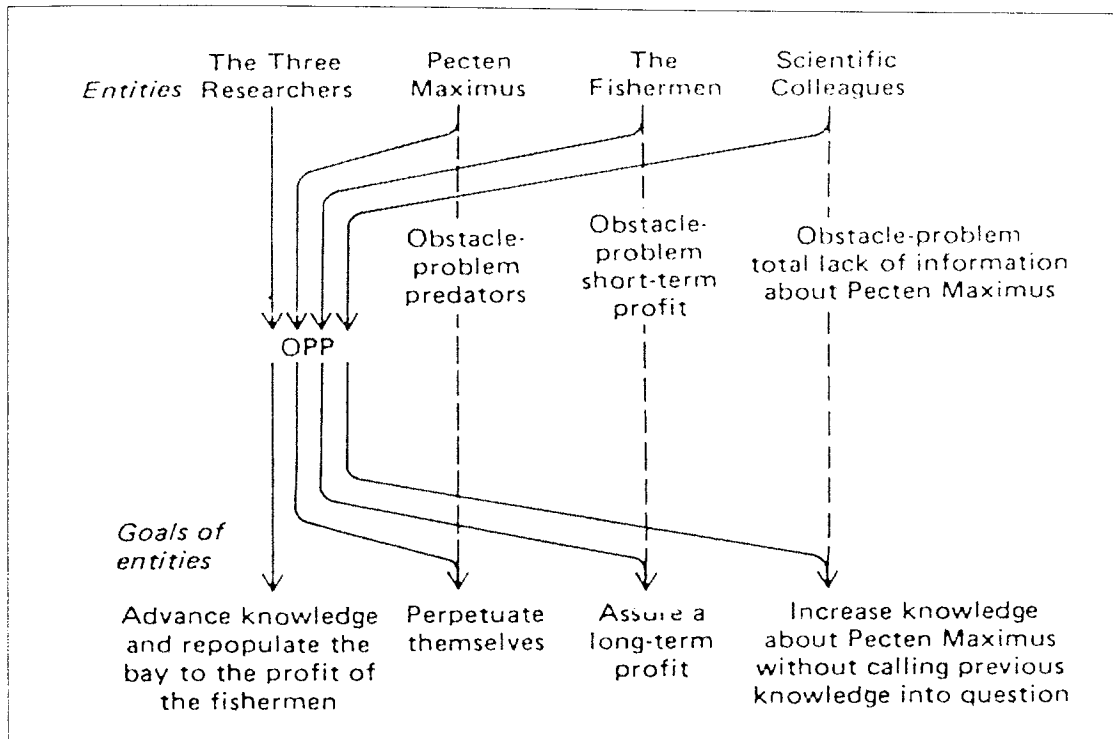 The Three
Pecten
The
Scientific
Entities Researchers
Maximus
Fishermen
Colleagues
Obstacle-
problem
predators
Obstacle-
problem
short-term
profit
Obstacle-problem
total lack of information
about Pecten Maximus
OPP
Goals of
entities
Advance knowledge
and repopulate the
bay to the profit of
the fishermen
Perpetuate
themselves
Assure a
long-term
profit
Increase knowledge
about Pecten Maximus
without calling previous
knowledge into question